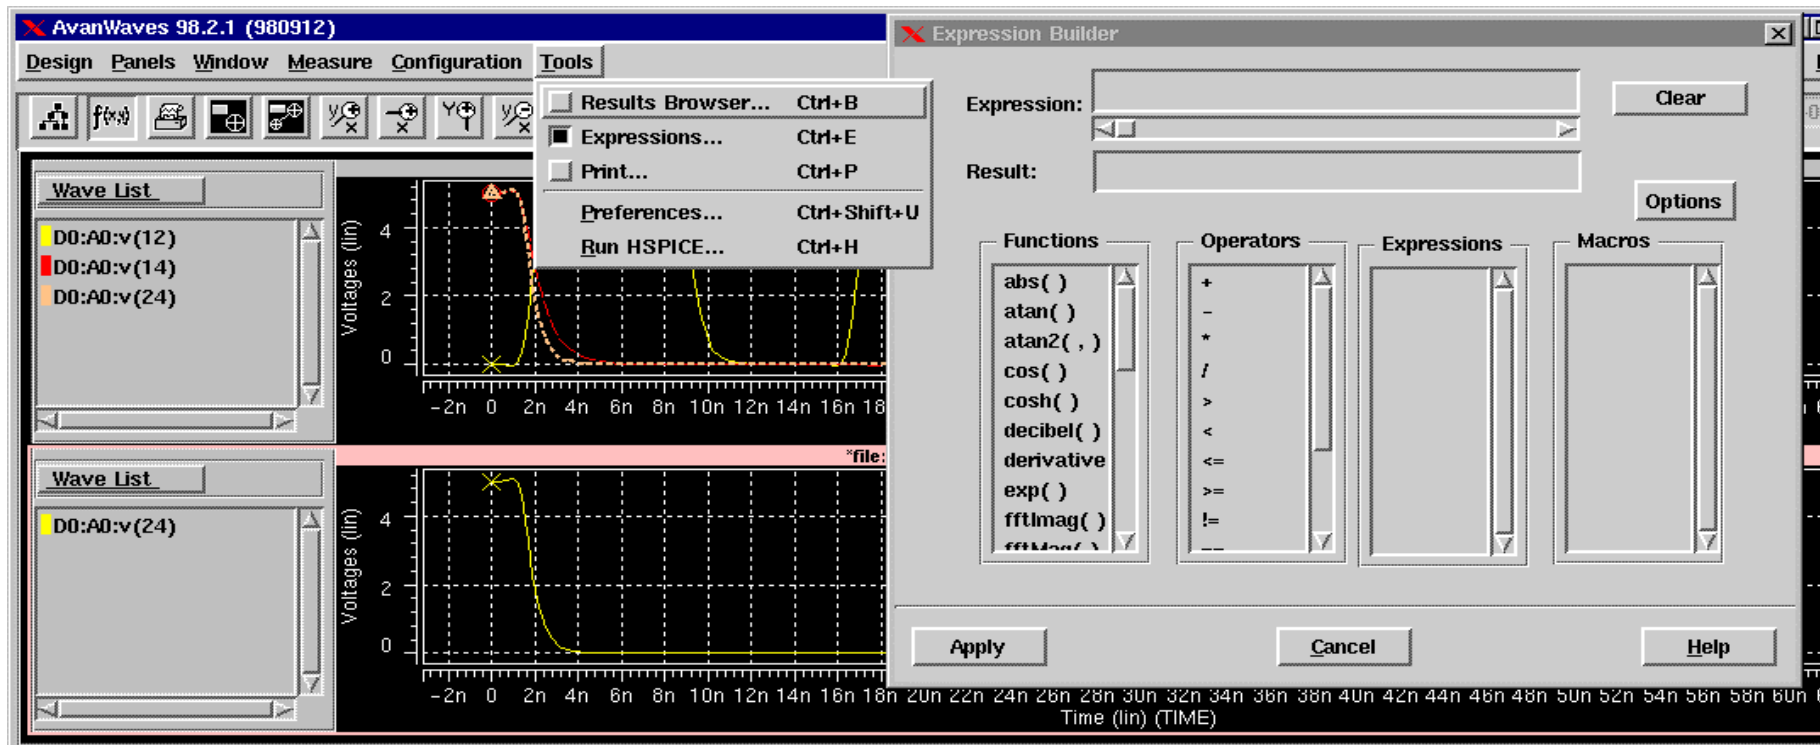 AvanWaves 98.2.1 (980912)
Design Panels Window Measure Configuration Tools
f(x,y)
Results Browser... Ctrl+B
Expressions... Ctrl+E
Print... Ctrl+P
Preferences... Ctrl+Shift+U
Run HSPICE... Ctrl+H
Wave List
D0:A0:v(12)
D0:A0:v(14)
D0:A0:v(24)
Voltages (lin)
4
2
0
-2n 0 2n 4n 6n 8n 10n 12n 14n 16n 18
*file:
Wave List
D0:A0:v(24)
Voltages (lin)
4
2
0
-2n 0 2n 4n 6n 8n 10n 12n 14n 16n 18n 20n 22n 24n 26n 28n 30n 32n 34n 36n 38n 40n 42n 44n 46n 48n 50n 52n 54n 56n 58n 60n
Time (lin) (TIME)
Expression Builder
Expression:
Clear
Result:
Options
Functions
abs( )
atan( )
atan2( , )
cos( )
cosh( )
decibel( )
derivative
exp( )
fftImag( )
fftMag( )
Operators
+
-
*
/
>
<
<=
>=
!=
==
Expressions
Macros
Apply
Cancel
Help